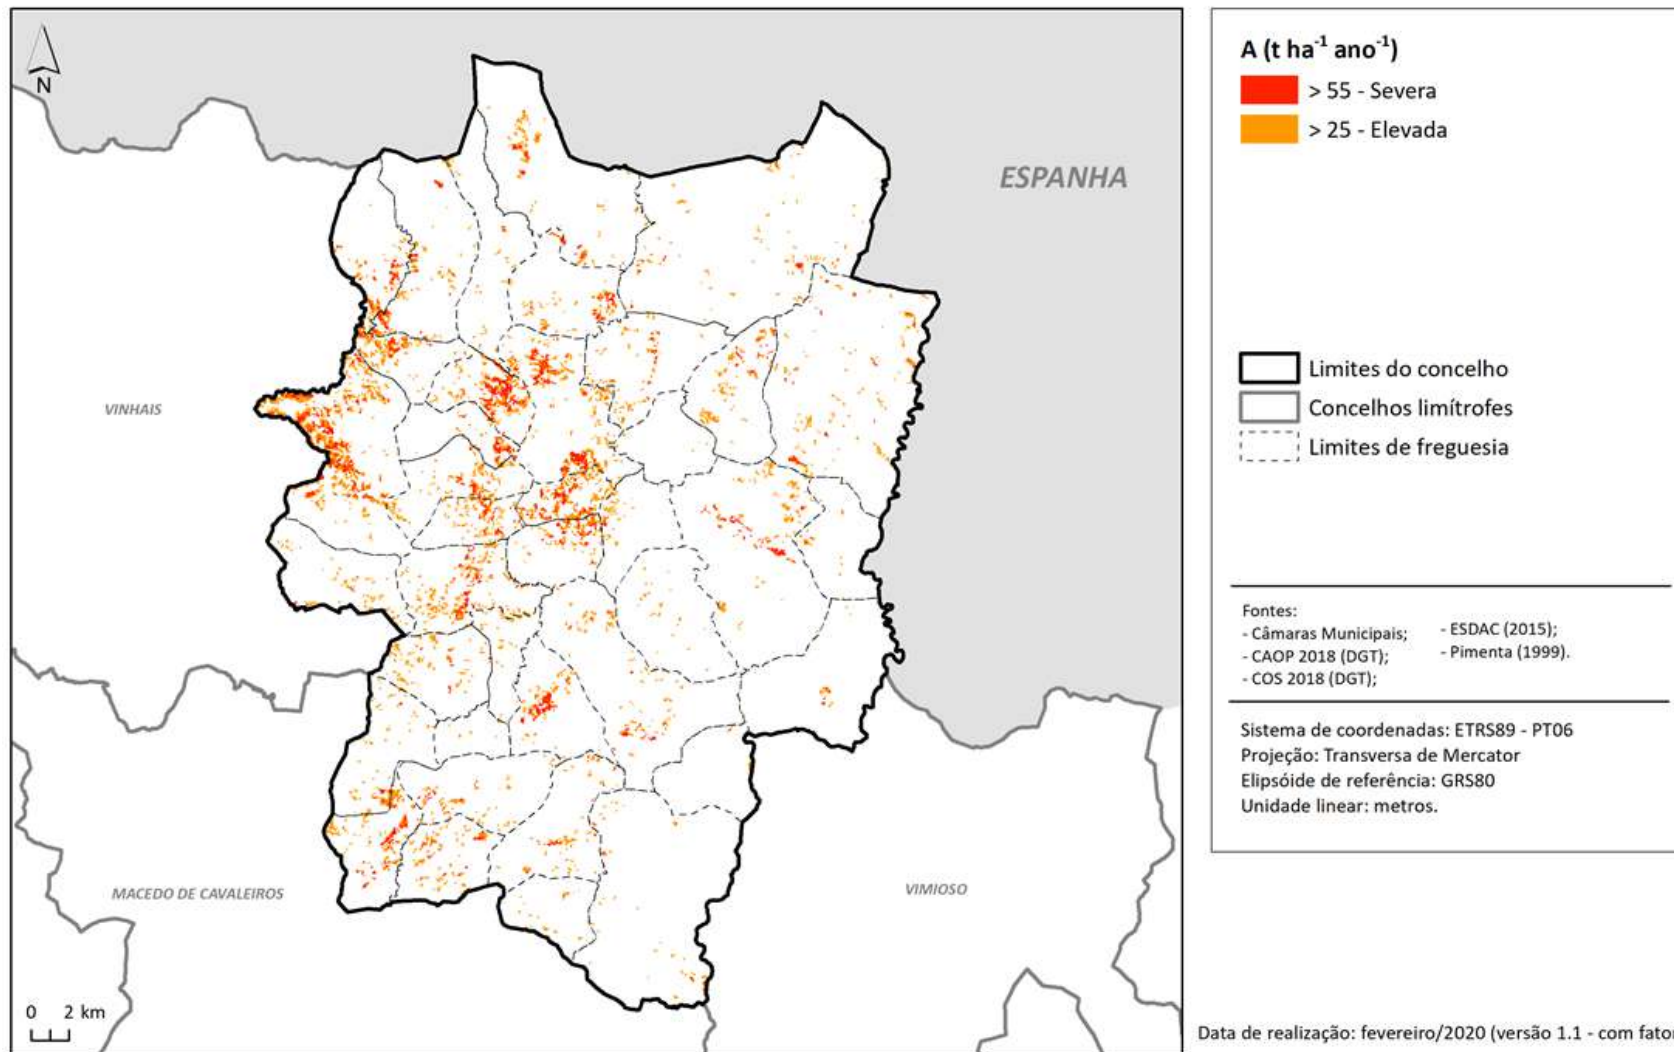 N
ESPANHA
VINHAIS
MACEDO DE CAVALEIROS
VIMIOSO
0 2 km
A (t ha⁻¹ ano⁻¹)
> 55 - Severa
> 25 - Elevada
Limites do concelho
Concelhos limítrofes
Limites de freguesia
Fontes:
- Câmaras Municipais;
- CAOP 2018 (DGT);
- COS 2018 (DGT);
- ESDAC (2015);
- Pimenta (1999).
Sistema de coordenadas: ETRS89 - PT06
Projeção: Transversa de Mercator
Elipsóide de referência: GRS80
Unidade linear: metros.
Data de realização: fevereiro/2020 (versão 1.1 - com fator